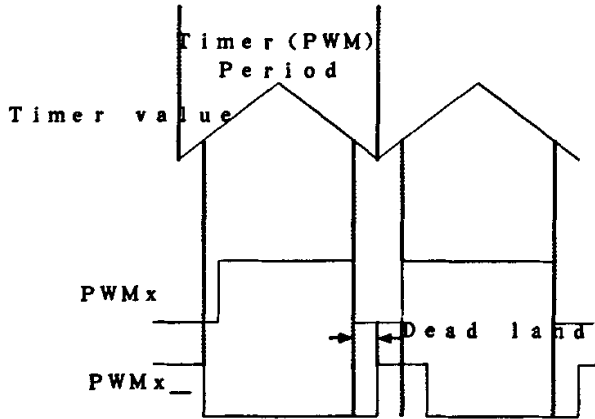 Timer (PWM)
Period
Timer value
PWMx
Dead land
PWMx_